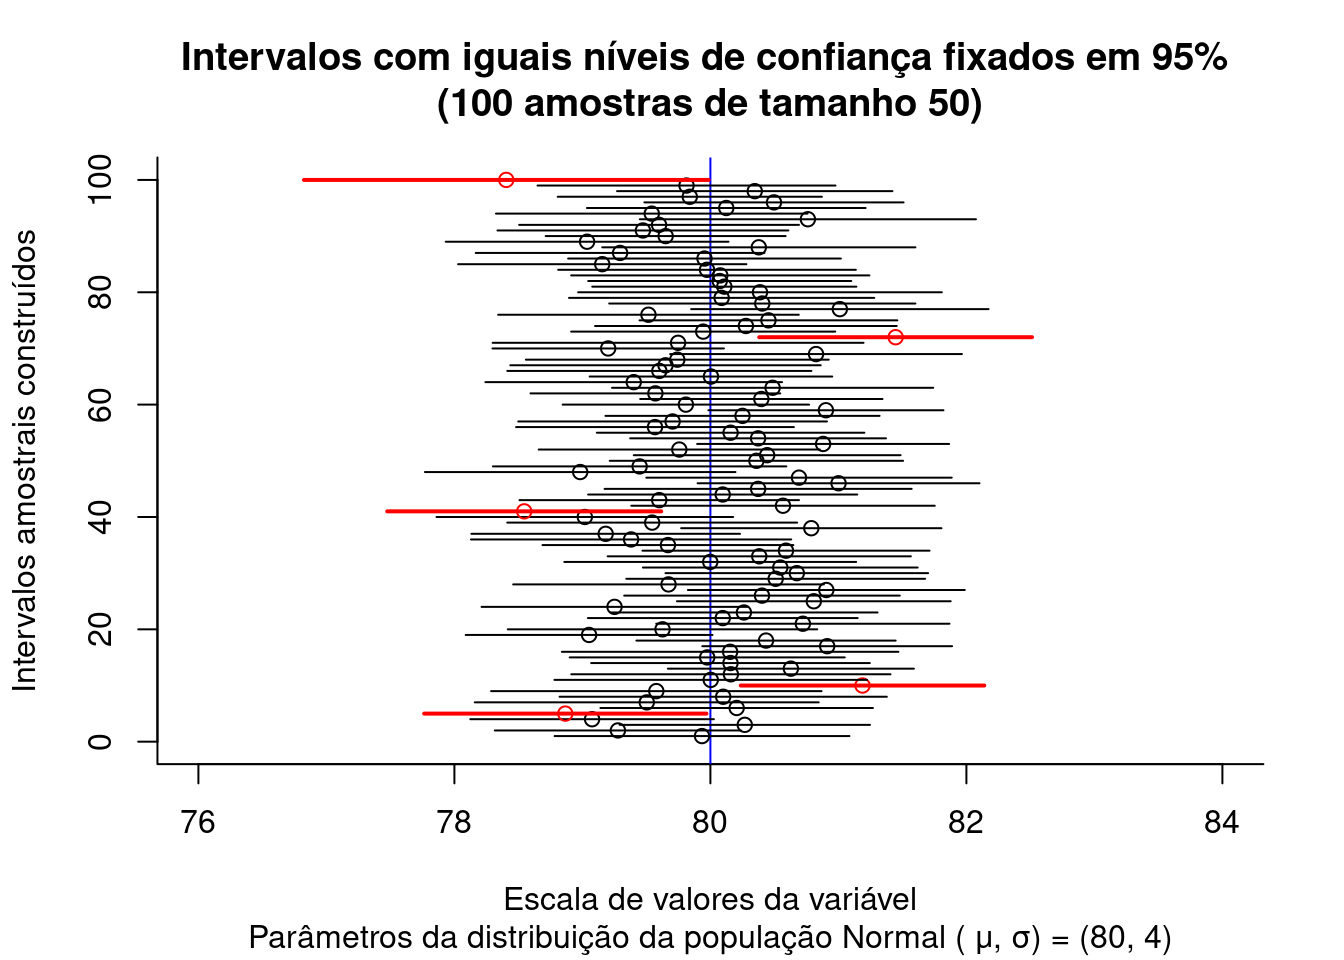 Intervalos com iguais níveis de confiança fixados em 95%
(100 amostras de tamanho 50)
Intervalos amostrais construídos
100
80
60
40
20
0
76 78 80 82 84
Escala de valores da variável
Parâmetros da distribuição da população Normal ( μ, σ) = (80, 4)